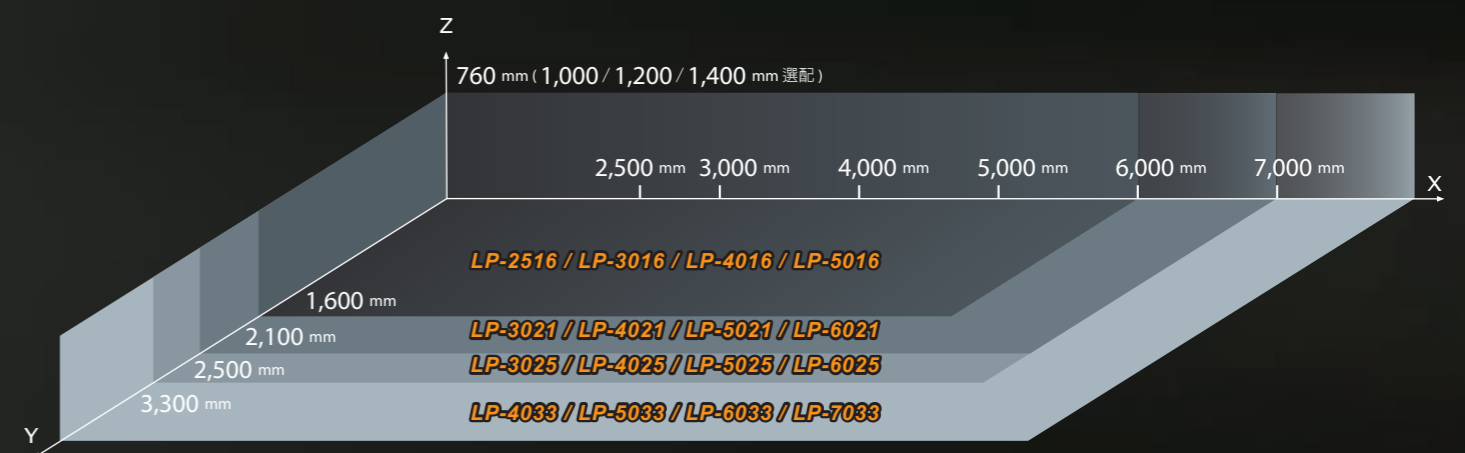 Z
760 mm ( 1,000 / 1,200 / 1,400 mm 選配 )
2,500 mm 3,000 mm 4,000 mm 5,000 mm 6,000 mm 7,000 mm
X
LP-2516 / LP-3016 / LP-4016 / LP-5016
1,600 mm
LP-3021 / LP-4021 / LP-5021 / LP-6021
2,100 mm
LP-3025 / LP-4025 / LP-5025 / LP-6025
2,500 mm
3,300 mm
LP-4033 / LP-5033 / LP-6033 / LP-7033
Y